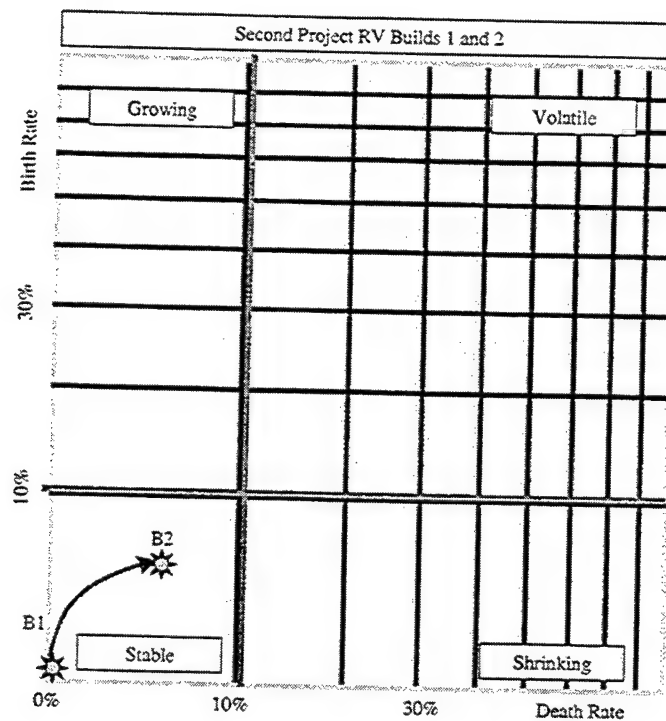 Second Project RV Builds 1 and 2
Growing
Volatile
Birth Rate
30%
10%
B2
B1
Stable
Shrinking
0%
10%
30%
Death Rate